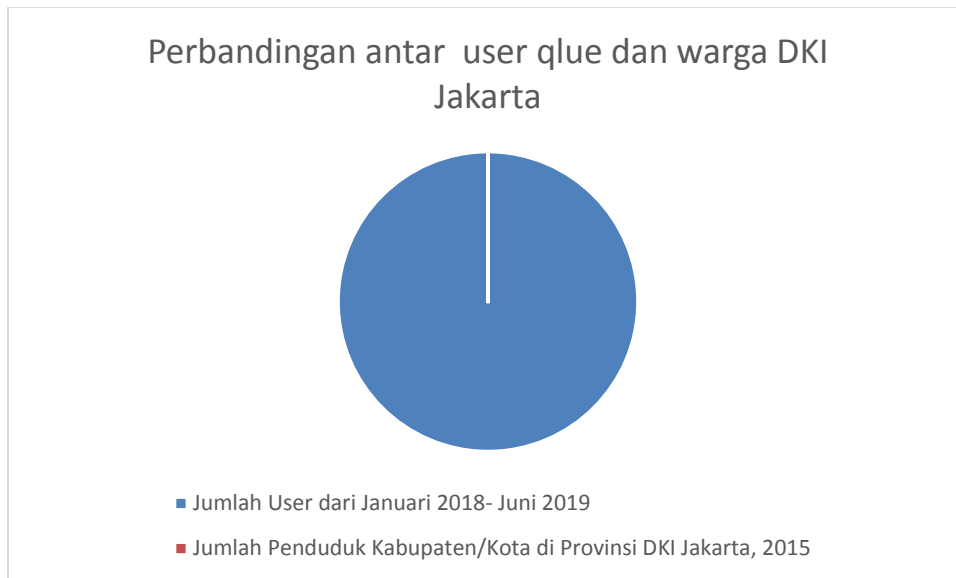 Perbandingan antar  user qlue dan warga DKI
Jakarta
Jumlah User dari Januari 2018- Juni 2019
Jumlah Penduduk Kabupaten/Kota di Provinsi DKI Jakarta, 2015